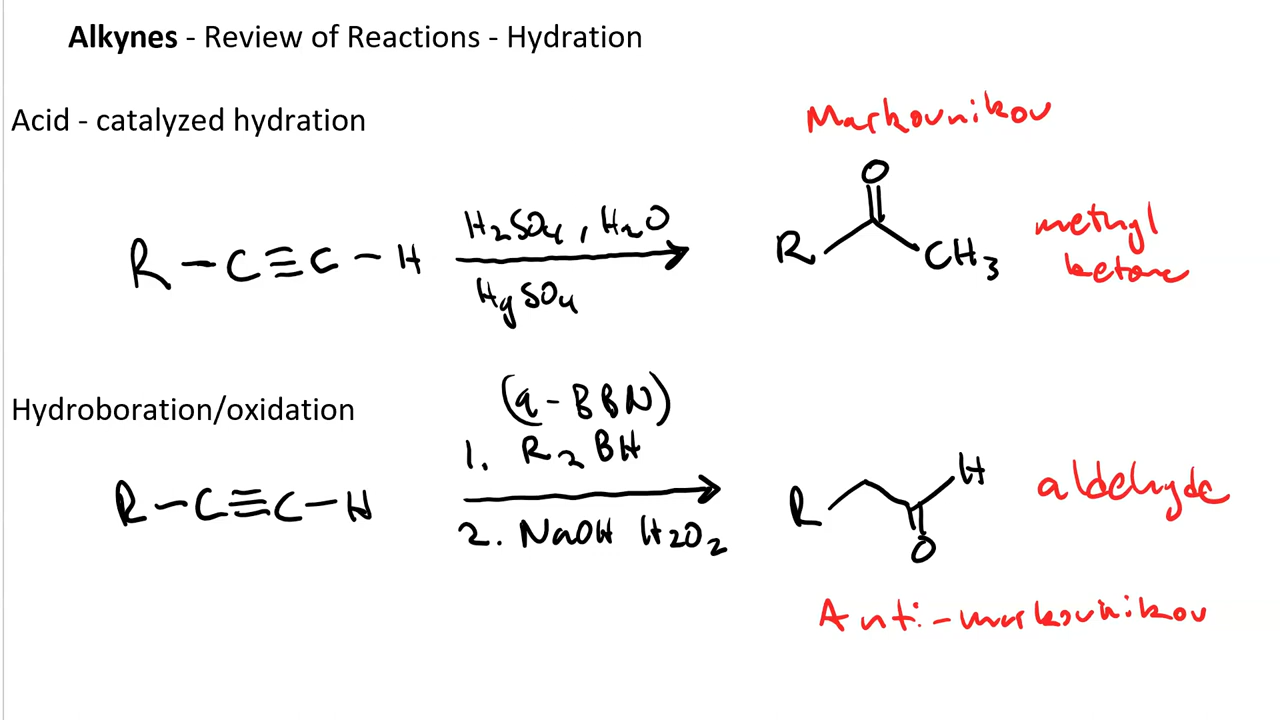 Alkynes - Review of Reactions - Hydration
Acid - catalyzed hydration
Markovnikov
R-C≡C-H
H₂SO₄, H₂O
HgSO₄
O
R
CH₃
methyl
ketone
Hydroboration/oxidation
(9-BBN)
1. R₂BH
R-C≡C-H
2. NaOH H₂O₂
R
H
O
aldehyde
Anti-markovnikov